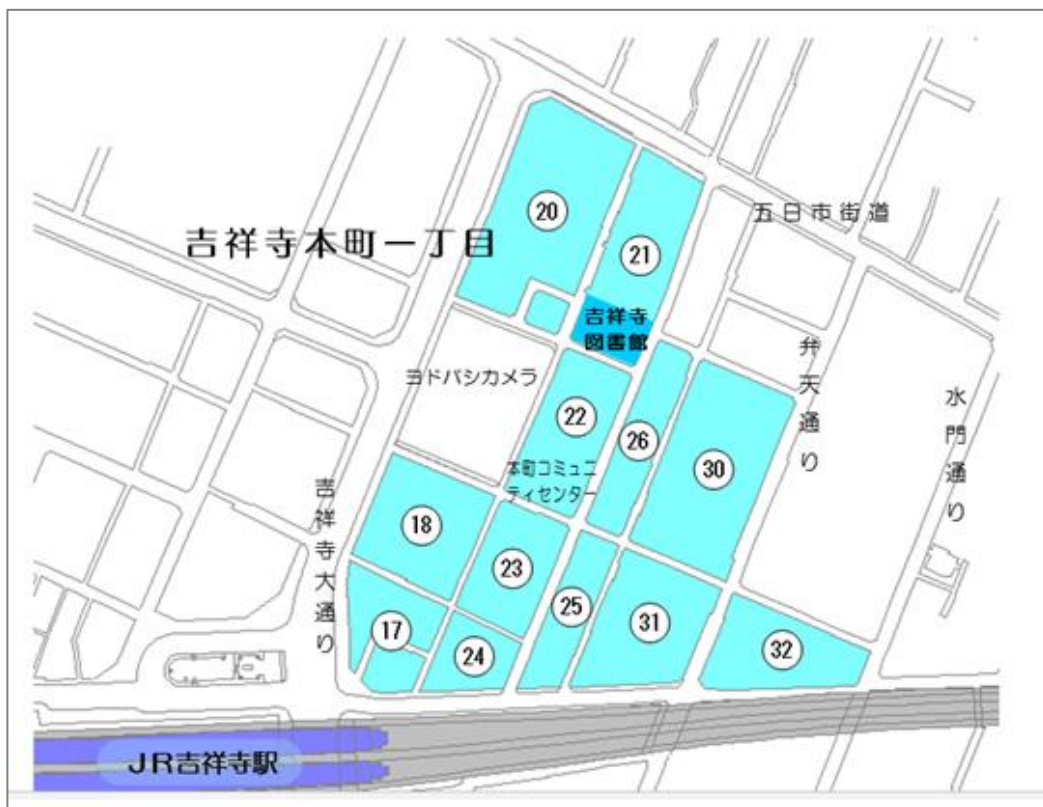 五日市街道
20
吉祥寺本町一丁目
21
吉祥寺
図書館
弁天通り
ヨドバシカメラ
水門通り
22
26
30
本町コミュニ
ティセンター
吉祥寺大通り
18
23
25
31
17
24
32
JR吉祥寺駅